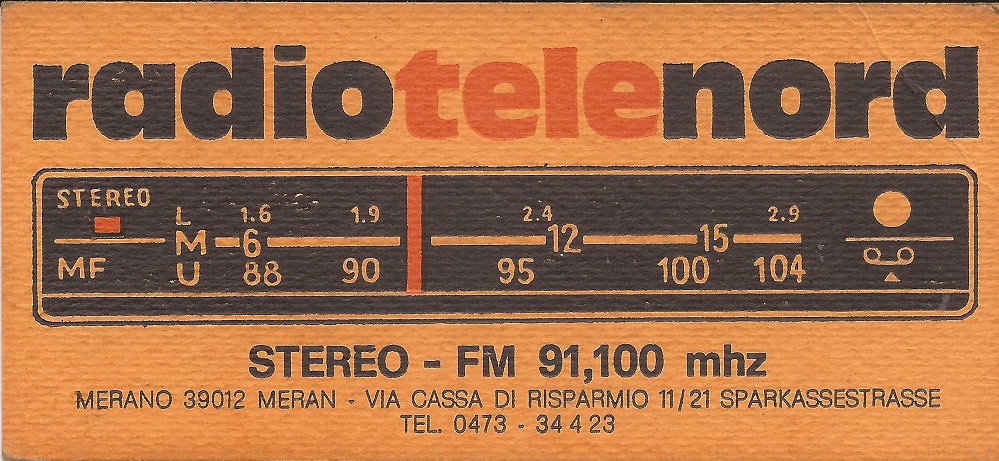 radiotelenord
STEREO
L 1.6 1.9 2.4 2.9
M 6 12 15
MF
U 88 90 95 100 104
STEREO - FM 91,100 mhz
MERANO 39012 MERAN - VIA CASSA DI RISPARMIO 11/21 SPARKASSESTRASSE
TEL. 0473 - 34 4 23